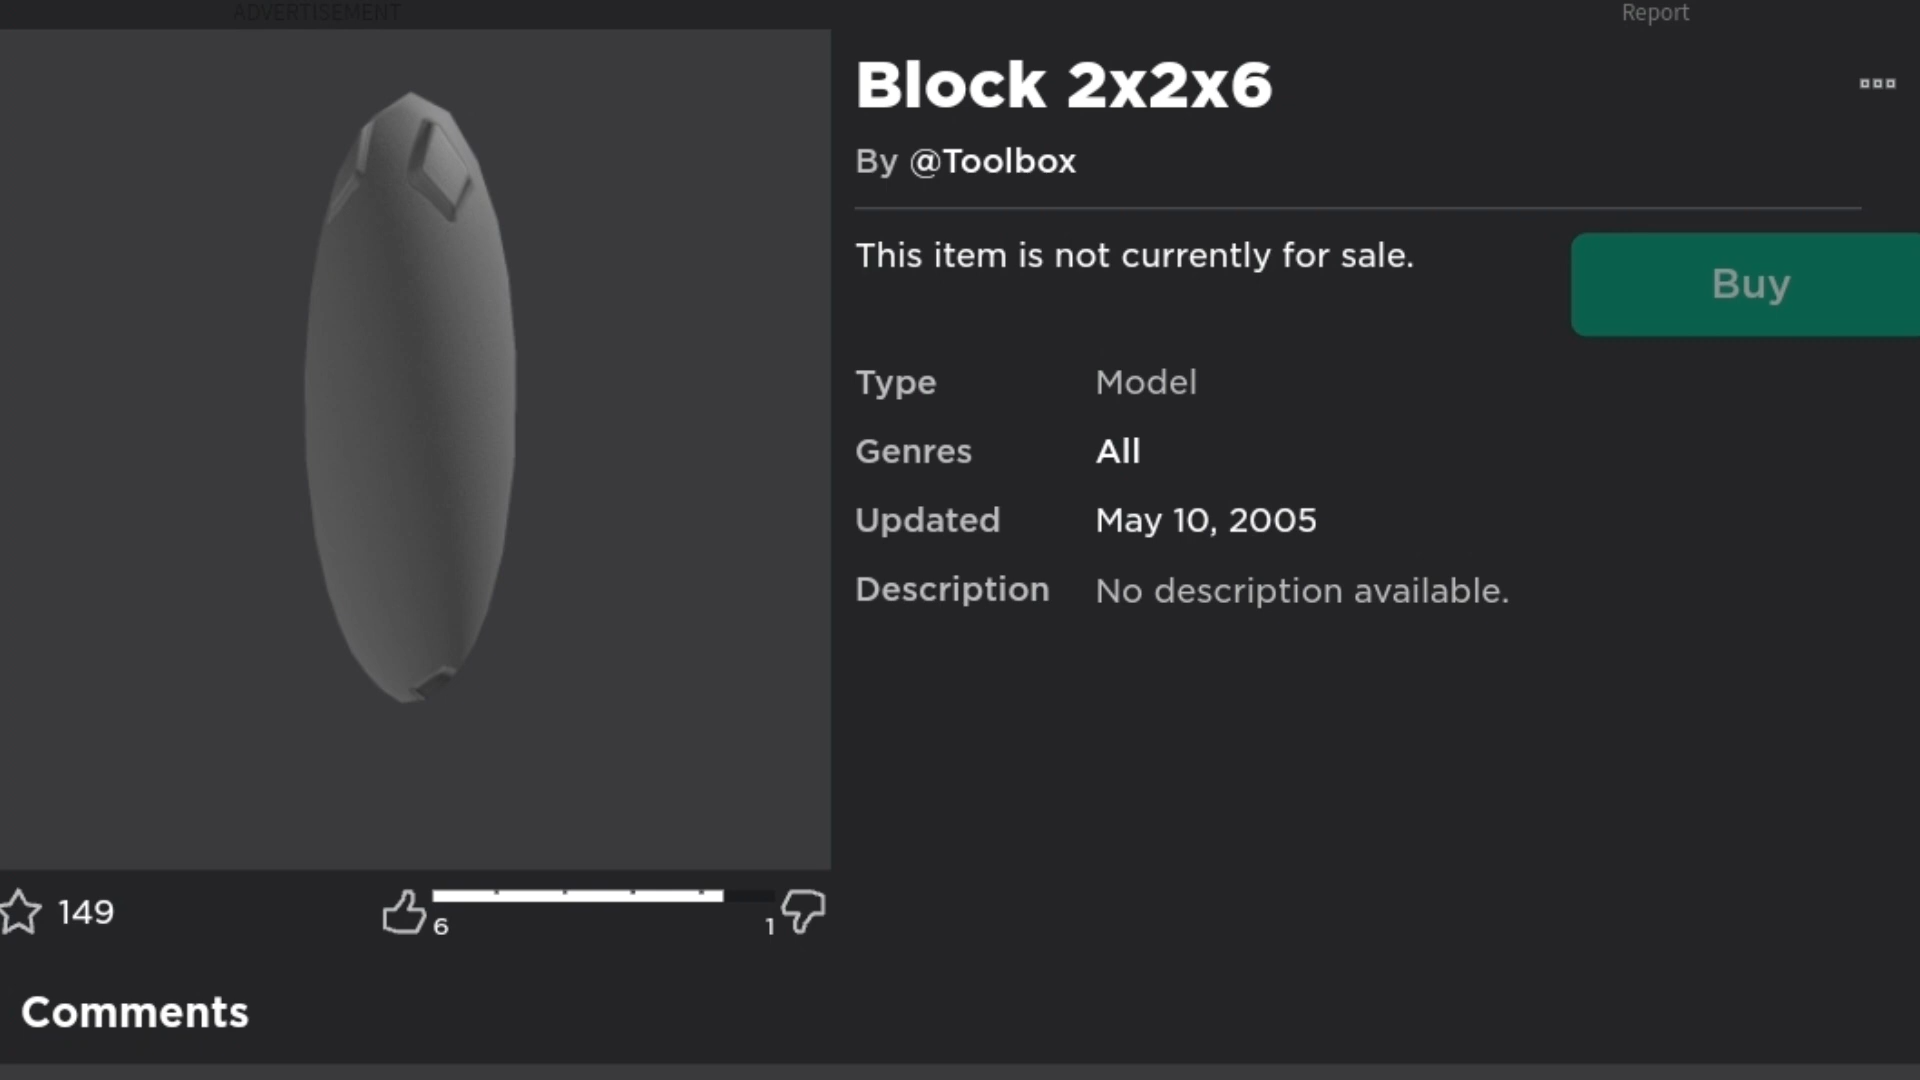 ADVERTISEMENT
Report
Block 2x2x6
By @Toolbox
This item is not currently for sale.
Buy
Type Model
Genres All
Updated May 10, 2005
Description No description available.
149
6
1
Comments